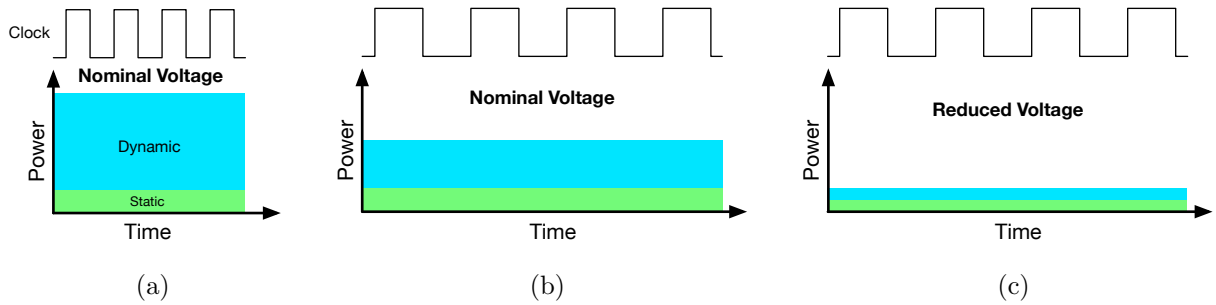 Clock
Nominal Voltage
Power
Dynamic
Static
Time
(a)
Nominal Voltage
Power
Time
(b)
Reduced Voltage
Power
Time
(c)